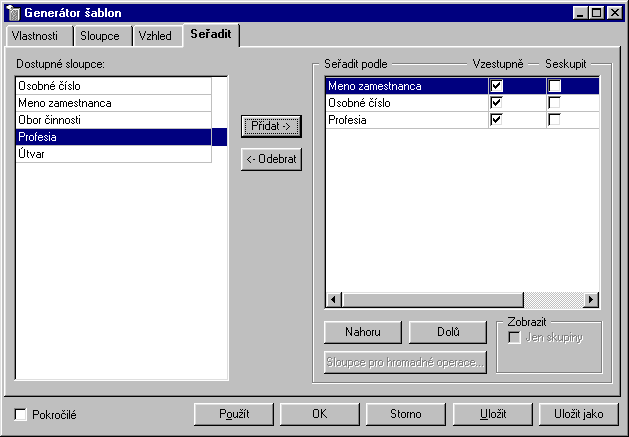 Generátor šablon
Vlastnosti Sloupce Vzhled Seřadit
Dostupné sloupce:
Osobné číslo
Meno zamestnanca
Obor činnosti
Profesia
Útvar
Přidat ->
<- Odebrat
Seřadit podle Vzestupně Seskupit
Meno zamestnanca
Osobné číslo
Profesia
Nahoru Dolů
Sloupce pro hromadné operace...
Zobrazit
Jen skupiny
Pokročilé Použít OK Storno Uložit Uložit jako